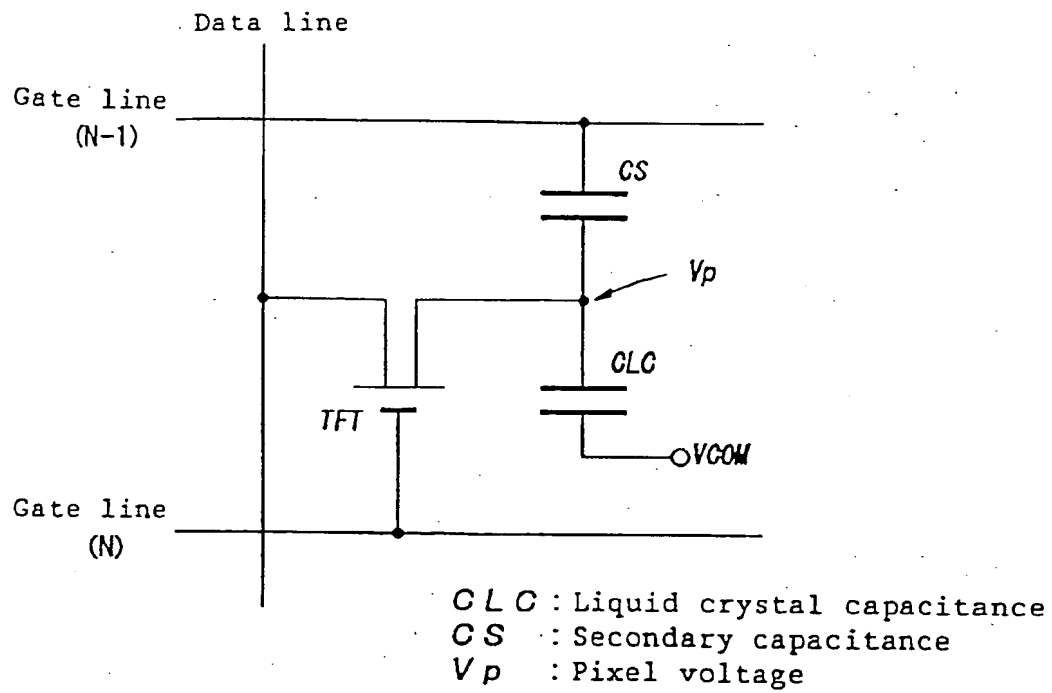 Data line
Gate line
(N-1)
CS
Vp
CLC
TFT
VCOM
Gate line
(N)
CLC : Liquid crystal capacitance
CS : Secondary capacitance
Vp : Pixel voltage